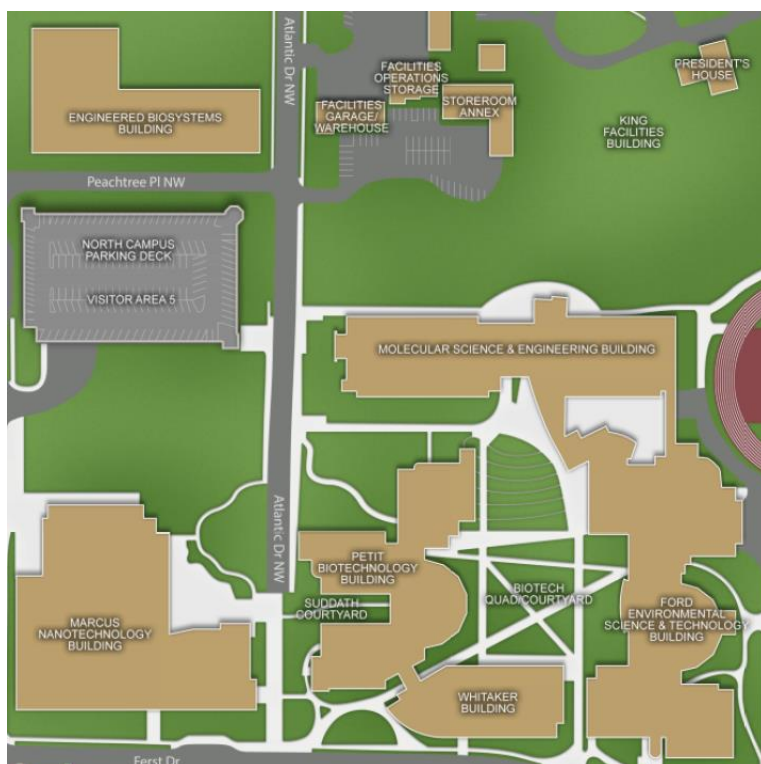 Atlantic Dr NW
FACILITIES
OPERATIONS
STORAGE
PRESIDENT'S
HOUSE
ENGINEERED BIOSYSTEMS
BUILDING
FACILITIES
GARAGE/
WAREHOUSE
STOREROOM
ANNEX
KING
FACILITIES
BUILDING
Peachtree Pl NW
NORTH CAMPUS
PARKING DECK
VISITOR AREA 5
MOLECULAR SCIENCE & ENGINEERING BUILDING
Atlantic Dr NW
PETIT
BIOTECHNOLOGY
BUILDING
SUDDATH
COURTYARD
BIOTECH
QUAD/COURTYARD
FORD
ENVIRONMENTAL
SCIENCE & TECHNOLOGY
BUILDING
MARCUS
NANOTECHNOLOGY
BUILDING
WHITAKER
BUILDING
Ferst Dr